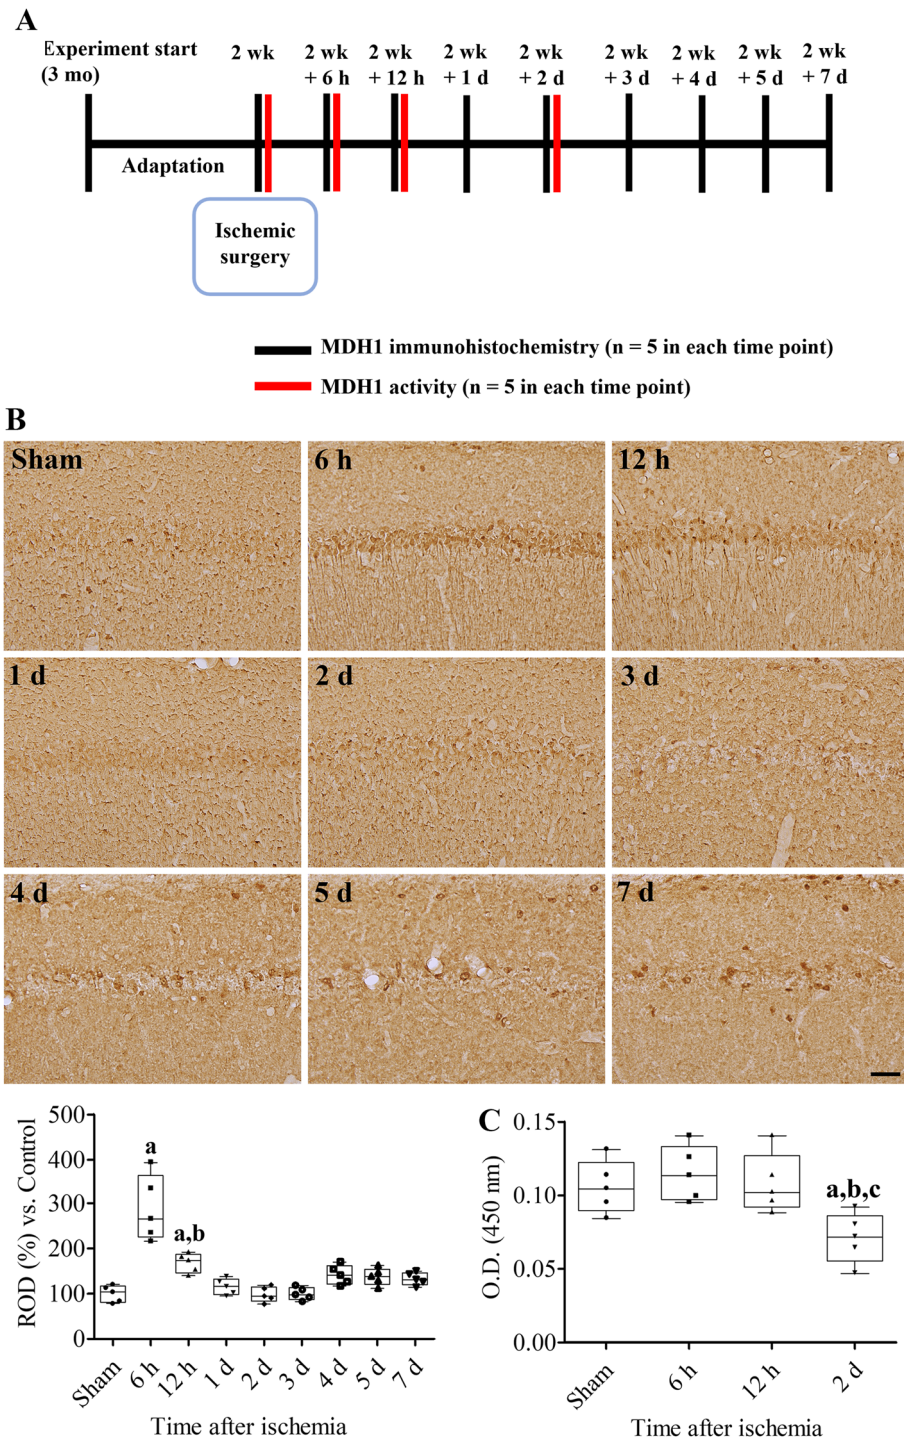 A
Experiment start
(3 mo)
2 wk
2 wk
+ 6 h
2 wk
+ 12 h
2 wk
+ 1 d
2 wk
+ 2 d
2 wk
+ 3 d
2 wk
+ 4 d
2 wk
+ 5 d
2 wk
+ 7 d
Adaptation
Ischemic
surgery
MDH1 immunohistochemistry (n = 5 in each time point)
MDH1 activity (n = 5 in each time point)
B
Sham
6 h
12 h
1 d
2 d
3 d
4 d
5 d
7 d
ROD (%) vs. Control
500
400
300
200
100
0
a
a,b
Sham
6 h
12 h
1 d
2 d
3 d
4 d
5 d
7 d
Time after ischemia
C
O.D. (450 nm)
0.15
0.10
0.05
0.00
a,b,c
Sham
6 h
12 h
2 d
Time after ischemia